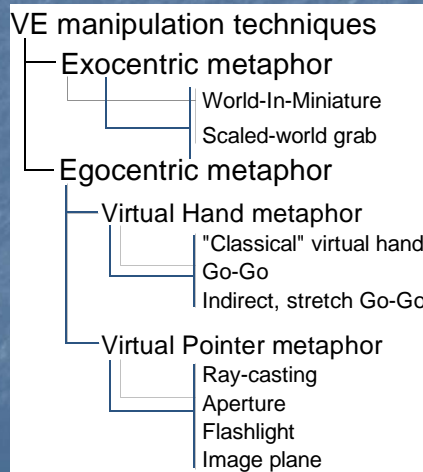 VE manipulation techniques
Exocentric metaphor
World-In-Miniature
Scaled-world grab
Egocentric metaphor
Virtual Hand metaphor
"Classical" virtual hand
Go-Go
Indirect, stretch Go-Go
Virtual Pointer metaphor
Ray-casting
Aperture
Flashlight
Image plane